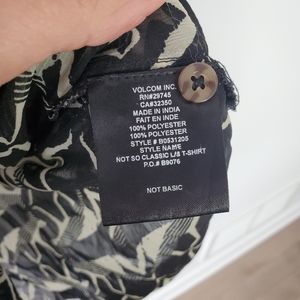 VOLCOM INC.
RN#29745
CA#32350
MADE IN INDIA
FAIT EN INDE
100% POLYESTER
100% POLYESTER
STYLE # B0531205
STYLE NAME
NOT SO CLASSIC L/S T-SHIRT
P.O.# B9076
NOT BASIC